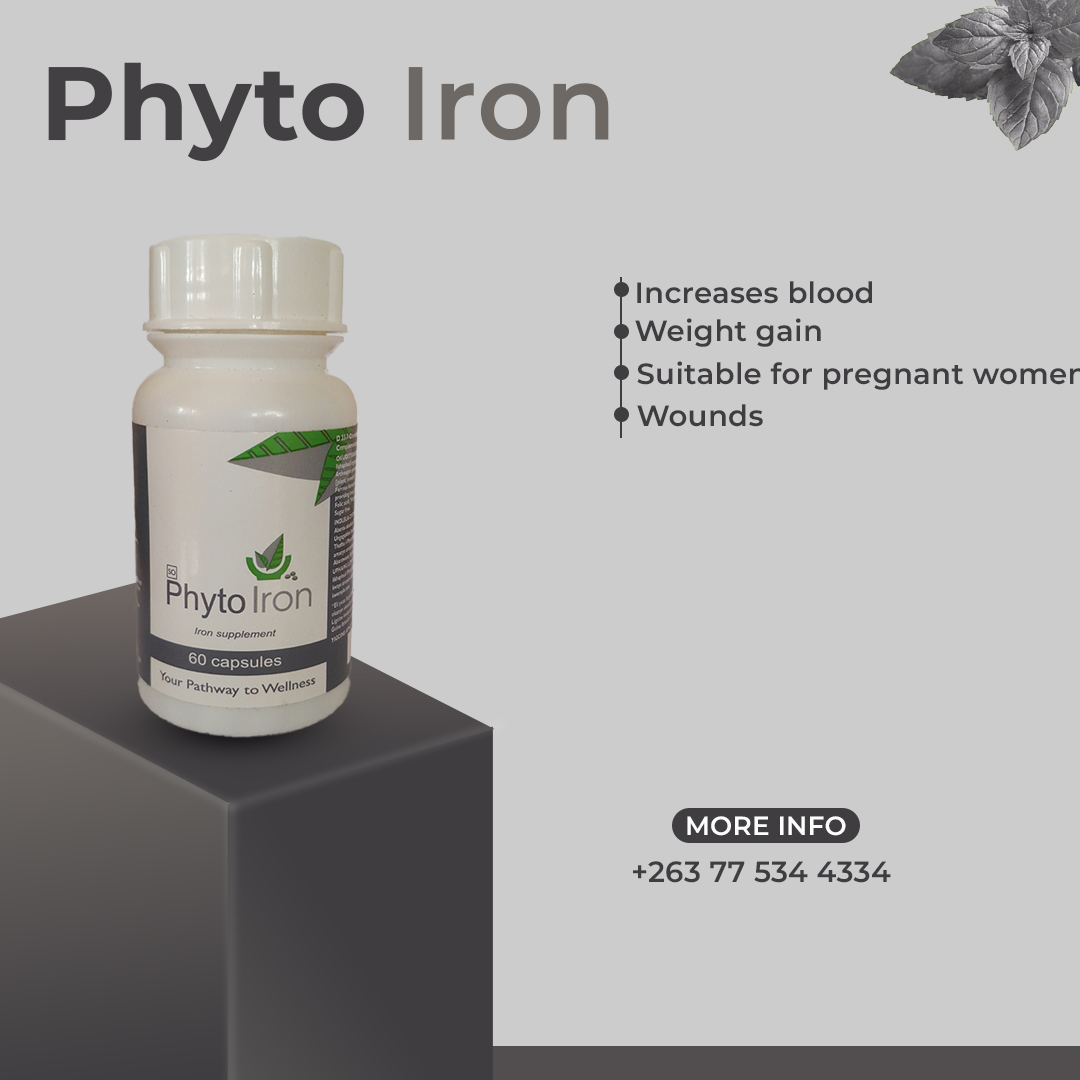 Phyto Iron
Increases blood
Weight gain
Suitable for pregnant women
Wounds
SO
Phyto Iron
Iron supplement
60 capsules
Your Pathway to Wellness
MORE INFO
+263 77 534 4334